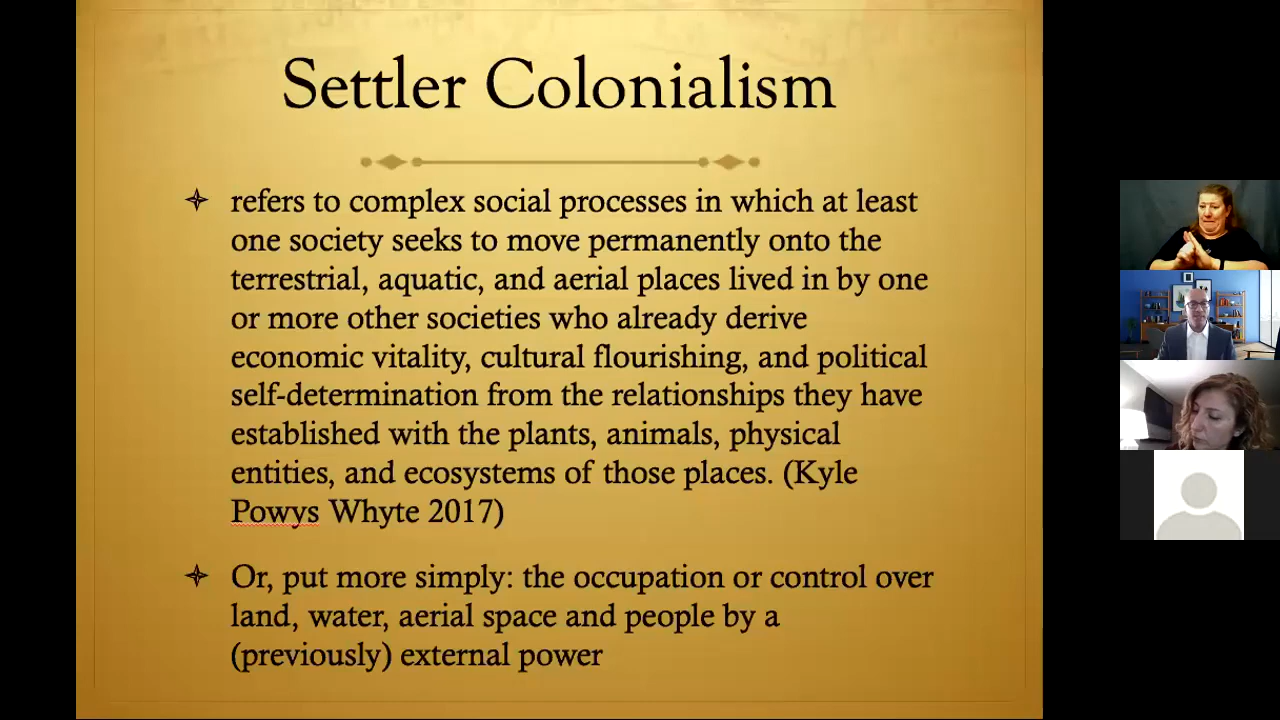 Settler Colonialism
refers to complex social processes in which at least
one society seeks to move permanently onto the
terrestrial, aquatic, and aerial places lived in by one
or more other societies who already derive
economic vitality, cultural flourishing, and political
self-determination from the relationships they have
established with the plants, animals, physical
entities, and ecosystems of those places. (Kyle
Powys Whyte 2017)
Or, put more simply: the occupation or control over
land, water, aerial space and people by a
(previously) external power